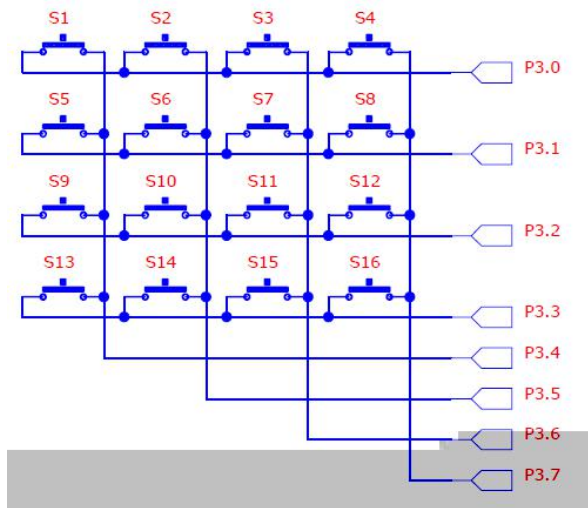 S1 S2 S3 S4
P3.0
S5 S6 S7 S8
P3.1
S9 S10 S11 S12
P3.2
S13 S14 S15 S16
P3.3
P3.4
P3.5
P3.6
P3.7